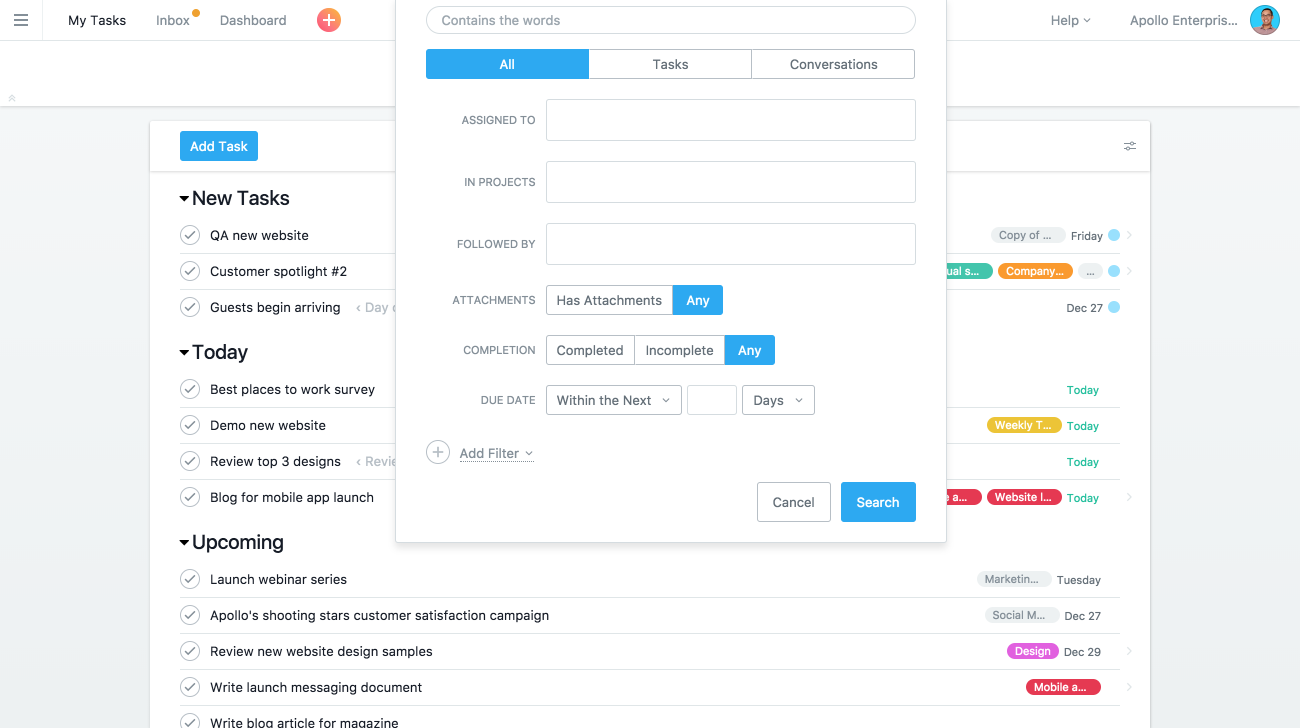 My Tasks Inbox Dashboard Help Apollo Enterpris...
Contains the words
All Tasks Conversations
ASSIGNED TO
IN PROJECTS
FOLLOWED BY
ATTACHMENTS Has Attachments Any
COMPLETION Completed Incomplete Any
DUE DATE Within the Next Days
Add Filter
Cancel Search
Add Task
New Tasks
QA new website Copy of ... Friday
Customer spotlight #2 Company... ...
Guests begin arriving ‹ Day Dec 27
Today
Best places to work survey Today
Demo new website Weekly T... Today
Review top 3 designs Today
Blog for mobile app launch Website l... Today
Upcoming
Launch webinar series Marketin... Tuesday
Apollo's shooting stars customer satisfaction campaign Social M... Dec 27
Review new website design samples Design Dec 29
Write launch messaging document Mobile a...
Write blog article for magazine